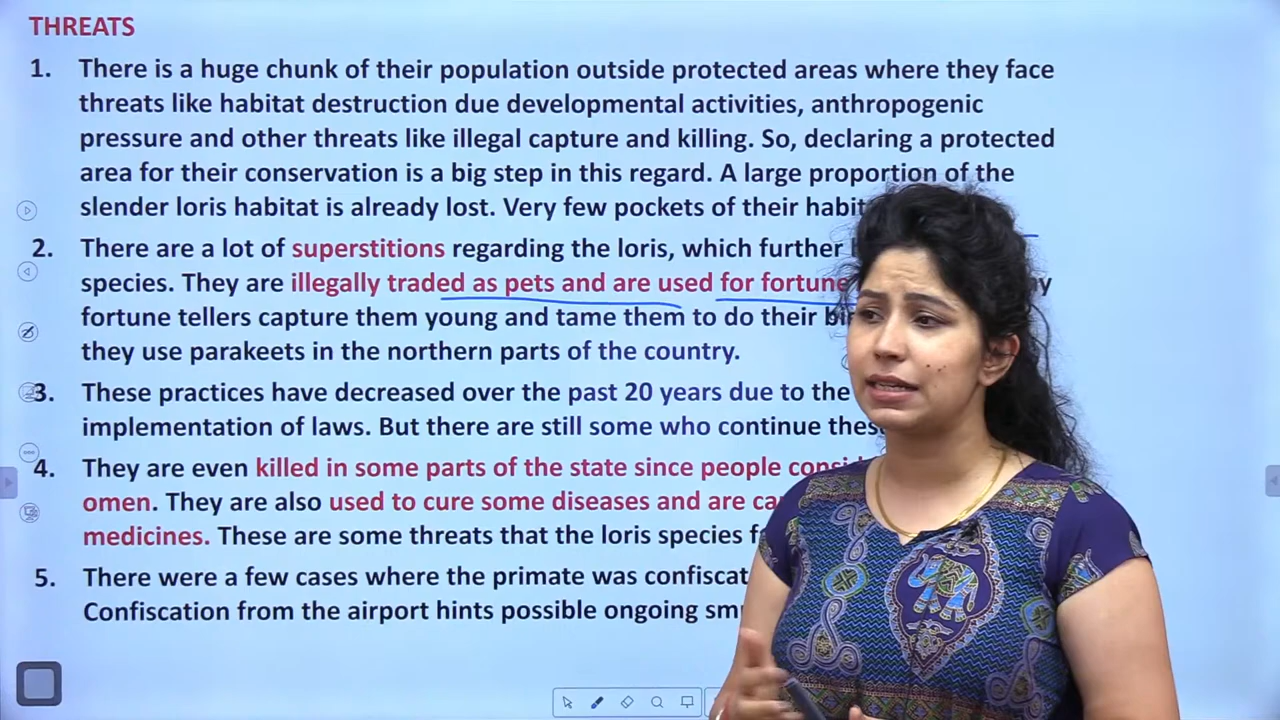 THREATS
1. There is a huge chunk of their population outside protected areas where they face
threats like habitat destruction due developmental activities, anthropogenic
pressure and other threats like illegal capture and killing. So, declaring a protected
area for their conservation is a big step in this regard. A large proportion of the
slender loris habitat is already lost. Very few pockets of their
2. There are a lot of superstitions regarding the loris, which further
species. They are illegally traded as pets and are used for fortune
fortune tellers capture them young and tame them to do their
they use parakeets in the northern parts of the country.
3. These practices have decreased over the past 20 years due to the
implementation of laws. But there are still some who continue
4. They are even killed in some parts of the state since people
omen. They are also used to cure some diseases and are
medicines. These are some threats that the loris species
5. There were a few cases where the primate was
Confiscation from the airport hints possible ongoing